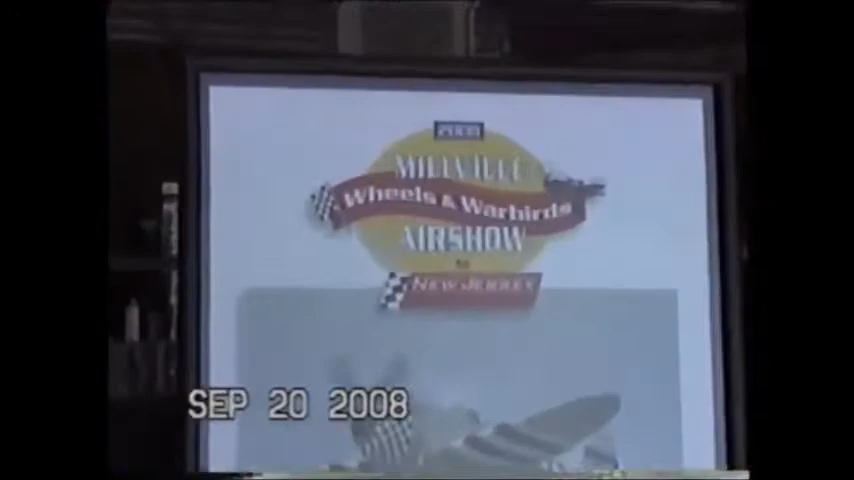 2008
MILLVILLE
Wheels & Warbirds
AIRSHOW
NEW JERSEY
SEP 20 2008